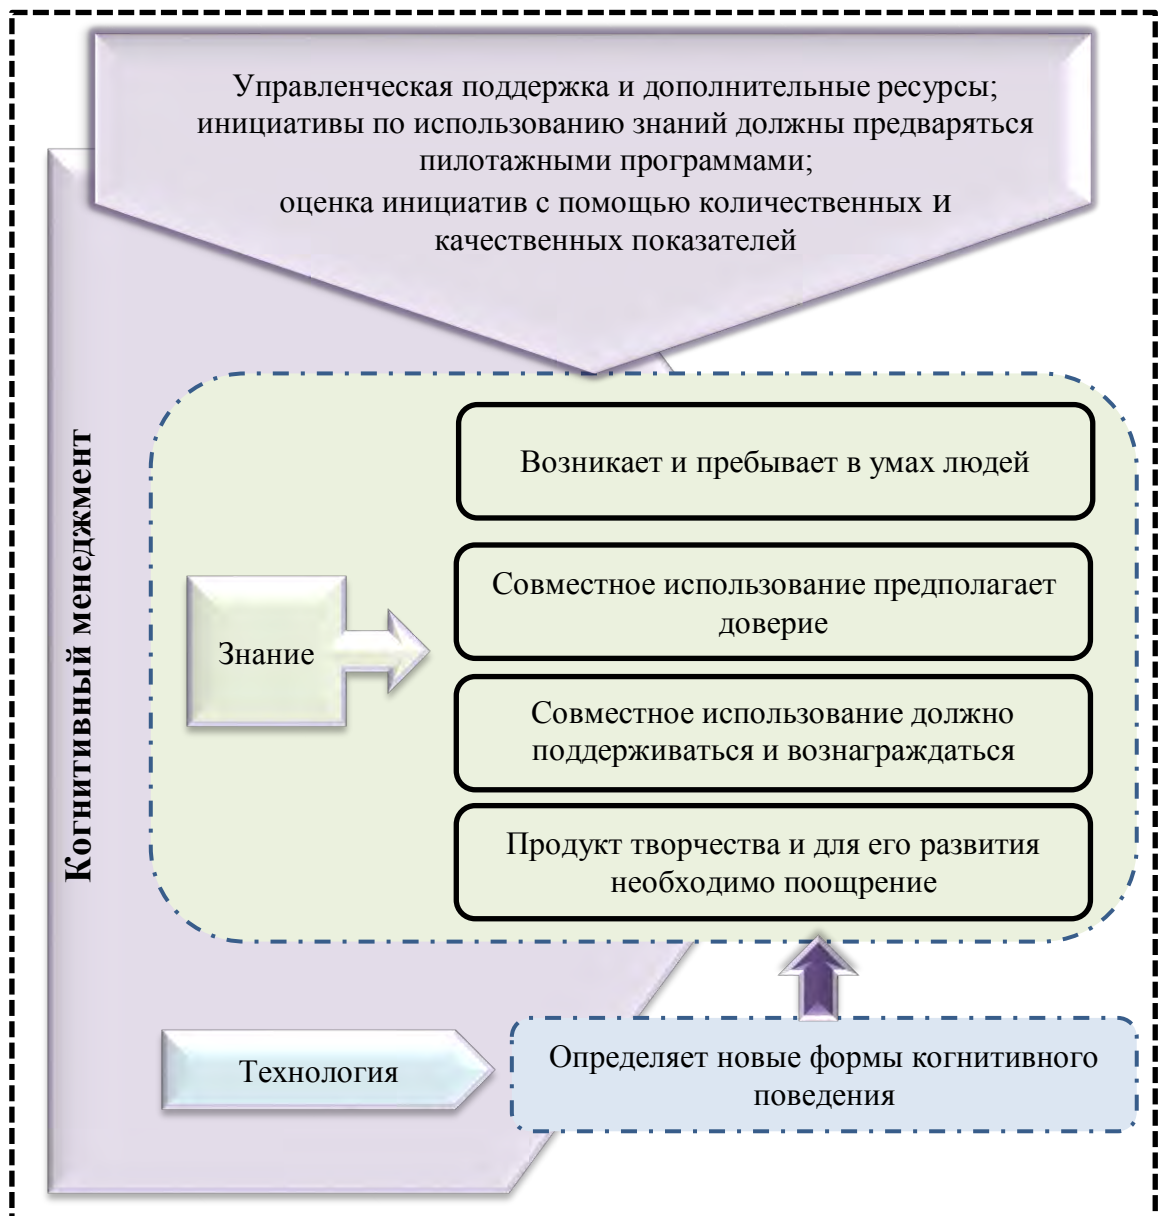 Управленческая поддержка и дополнительные ресурсы;
инициативы по использованию знаний должны предваряться
пилотажными программами;
оценка инициатив с помощью количественных и
качественных показателей
Когнитивный менеджмент
Возникает и пребывает в умах людей
Знание
Совместное использование предполагает
доверие
Совместное использование должно
поддерживаться и вознаграждаться
Продукт творчества и для его развития
необходимо поощрение
Технология
Определяет новые формы когнитивного
поведения